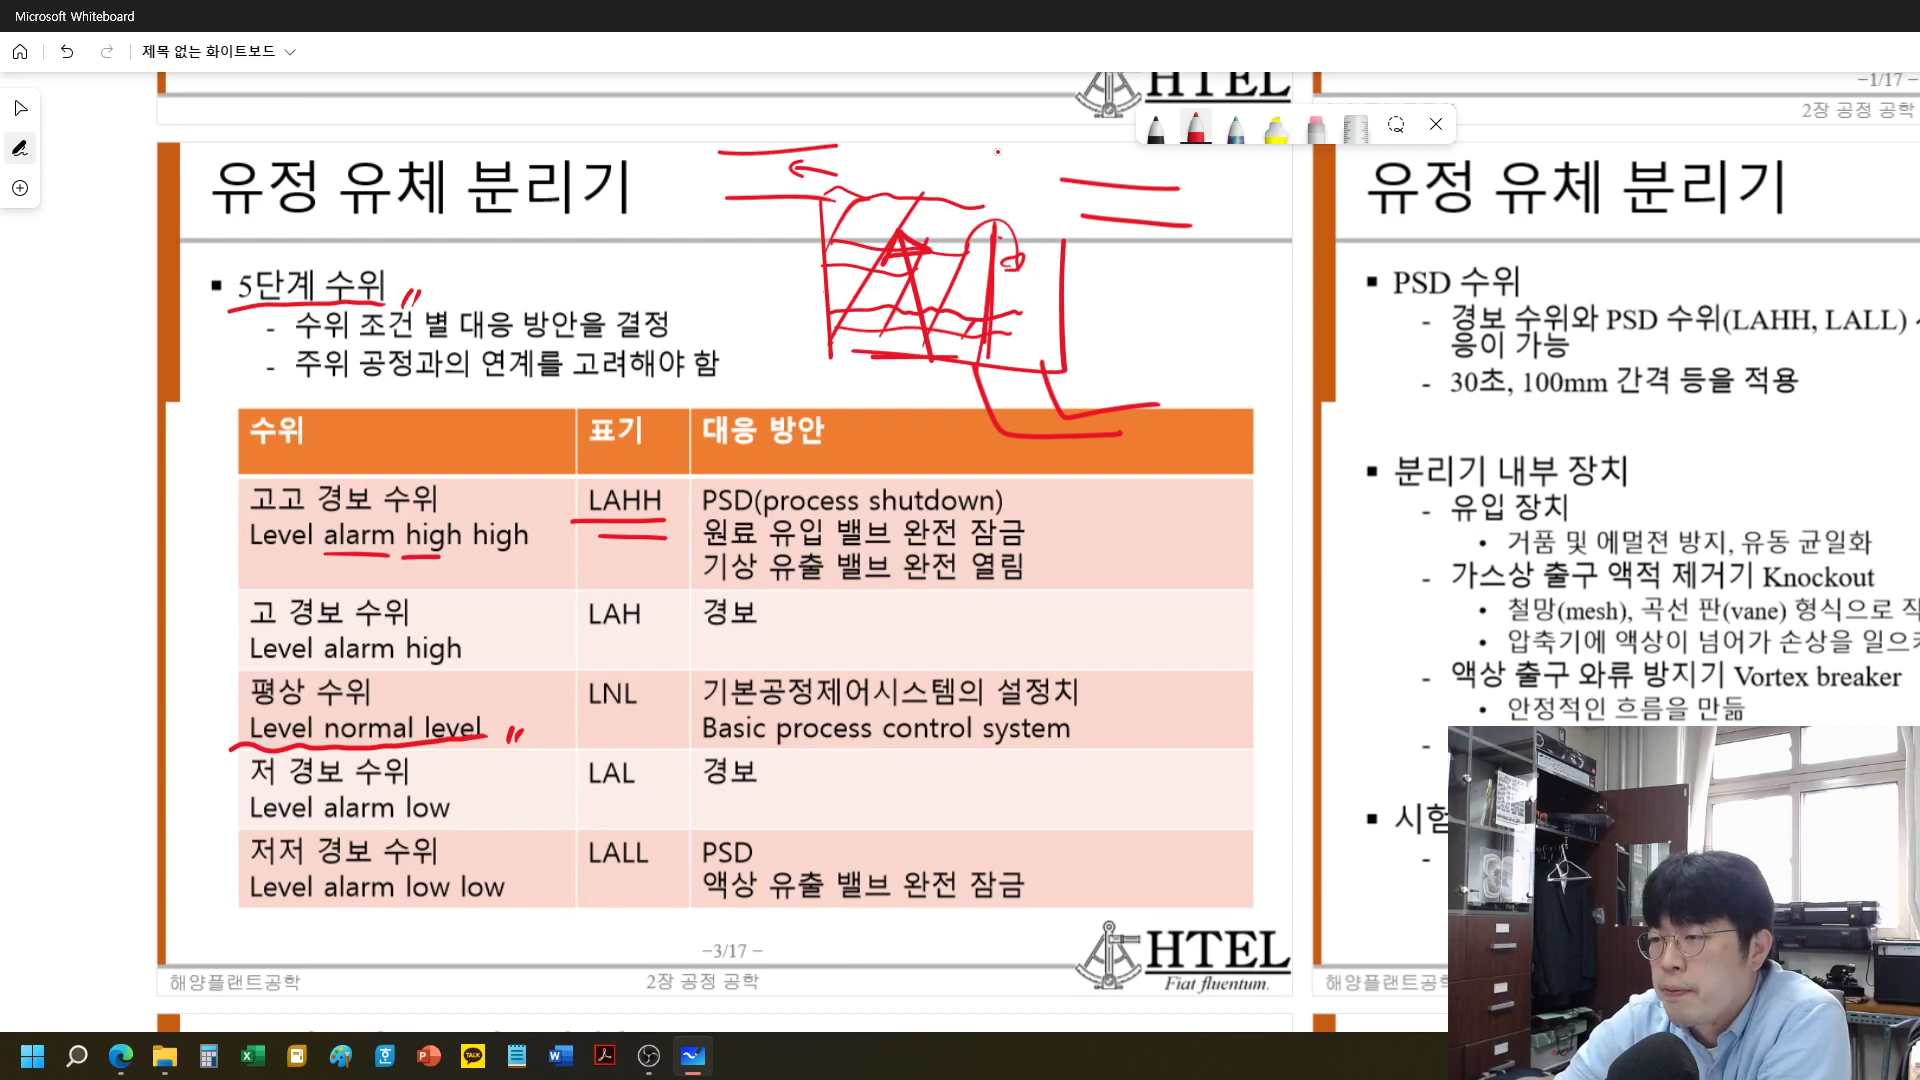 Microsoft Whiteboard
제목 없는 화이트보드
HTEL
−1/17 −
2장 공정 공학
유정 유체 분리기
5단계 수위
- 수위 조건 별 대응 방안을 결정
- 주위 공정과의 연계를 고려해야 함
수위 표기 대응 방안
고고 경보 수위 LAHH PSD(process shutdown)
Level alarm high high 원료 유입 밸브 완전 잠금
기상 유출 밸브 완전 열림
고 경보 수위 LAH 경보
Level alarm high
평상 수위 LNL 기본공정제어시스템의 설정치
Level normal level Basic process control system
저 경보 수위 LAL 경보
Level alarm low
저저 경보 수위 LALL PSD
Level alarm low low 액상 유출 밸브 완전 잠금
−3/17 −
해양플랜트공학 2장 공정 공학
HTEL
Fiat fluentum.
유정 유체 분리기
PSD 수위
- 경보 수위와 PSD 수위(LAHH, LALL)
응이 가능
- 30초, 100mm 간격 등을 적용
분리기 내부 장치
- 유입 장치
• 거품 및 에멀젼 방지, 유동 균일화
- 가스상 출구 액적 제거기 Knockout
• 철망(mesh), 곡선 판(vane) 형식으로
• 압축기에 액상이 넘어가 손상을
- 액상 출구 와류 방지기 Vortex breaker
• 안정적인 흐름을 만듦
시험
해양플랜트공학